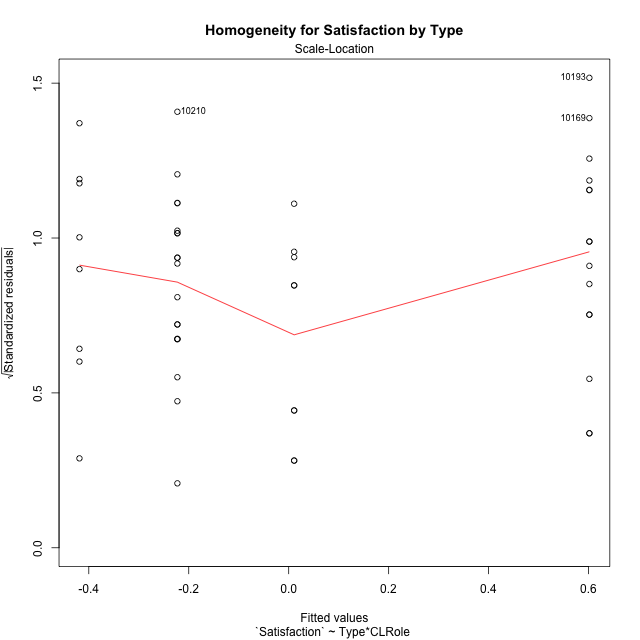 Homogeneity for Satisfaction by Type
Scale-Location
10193
10210
10169
1.5
1.0
0.5
0.0
√|Standardized residuals|
-0.4 -0.2 0.0 0.2 0.4 0.6
Fitted values
`Satisfaction` ~ Type*CLRole